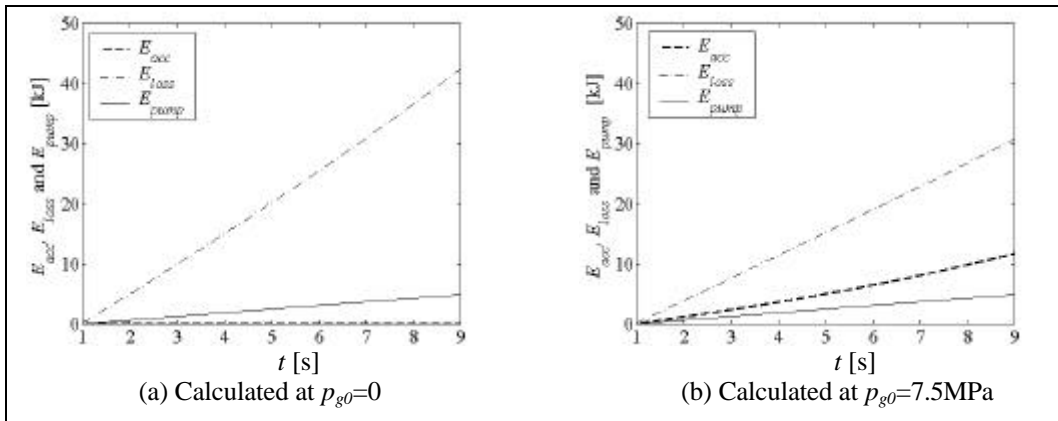 50
40
30
20
10
0
E_acc, E_loss and E_pump [kJ]
E_acc
E_loss
E_pump
1 2 3 4 5 6 7 8 9
t [s]
(a) Calculated at p_g0=0
50
40
30
20
10
0
E_acc, E_loss and E_pump [kJ]
E_acc
E_loss
E_pump
1 2 3 4 5 6 7 8 9
t [s]
(b) Calculated at p_g0=7.5MPa